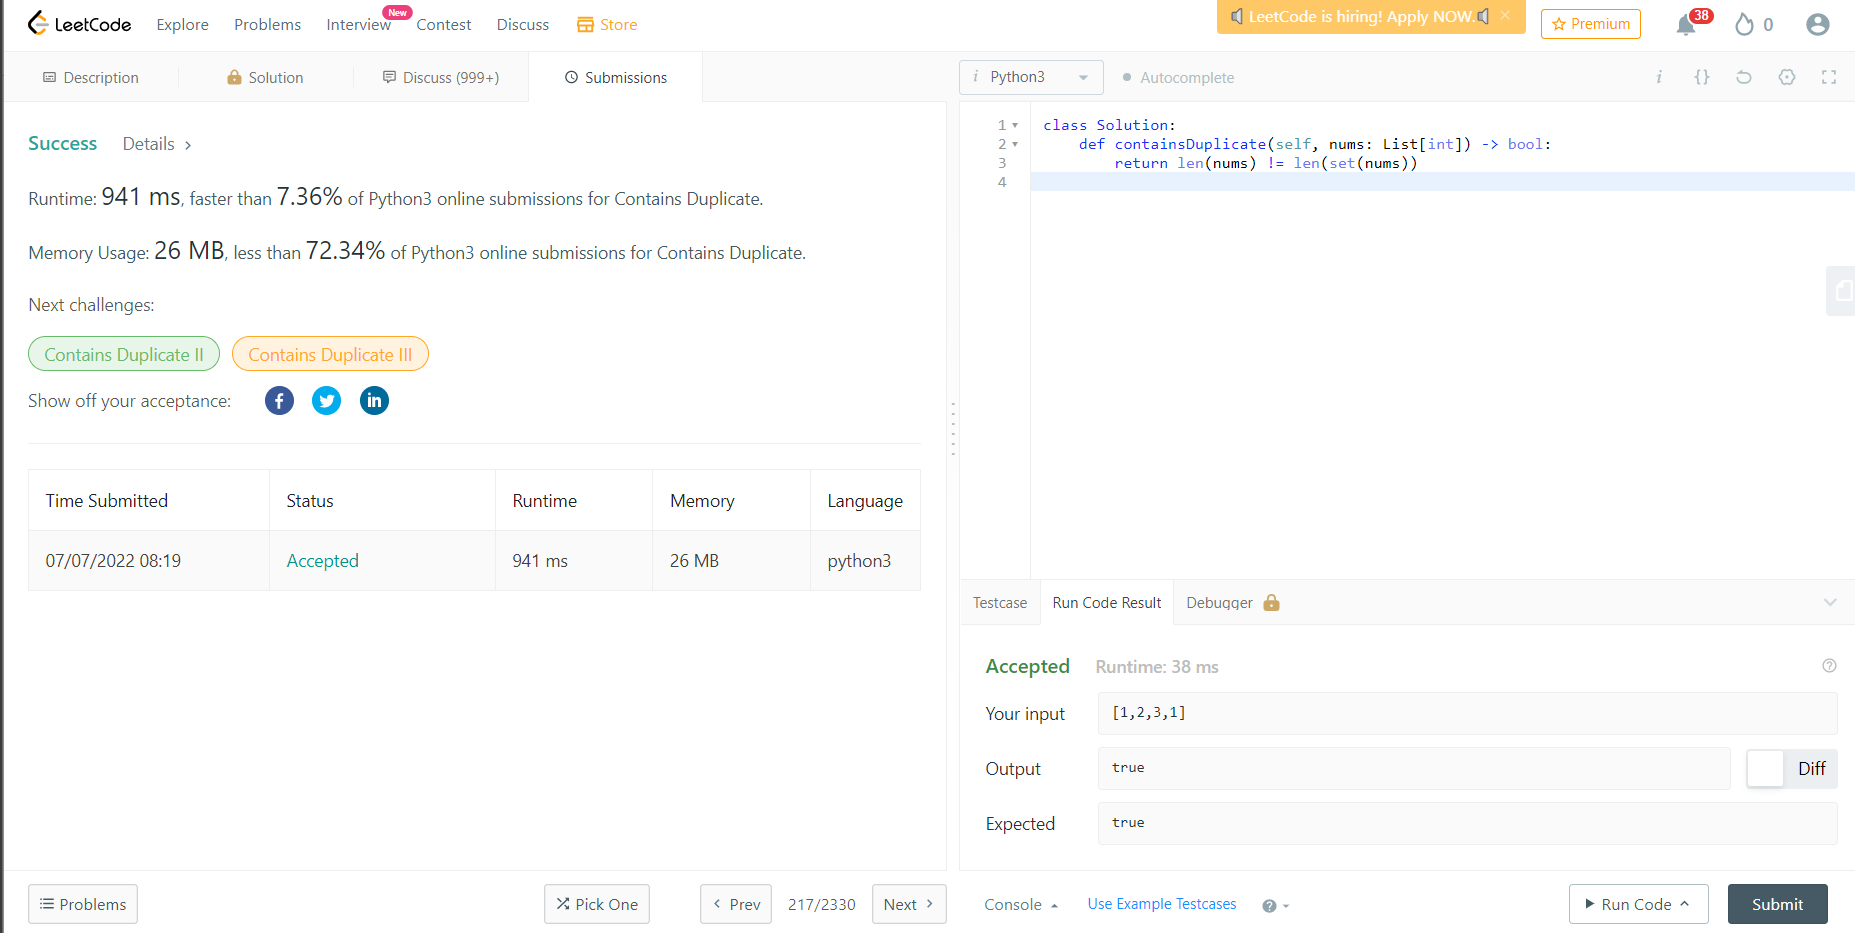 LeetCode Explore Problems Interview New Contest Discuss Store LeetCode is hiring! Apply NOW. Premium 38 0
Description Solution Discuss (999+) Submissions
Success Details
Runtime: 941 ms, faster than 7.36% of Python3 online submissions for Contains Duplicate.
Memory Usage: 26 MB, less than 72.34% of Python3 online submissions for Contains Duplicate.
Next challenges:
Contains Duplicate II Contains Duplicate III
Show off your acceptance:
Time Submitted Status Runtime Memory Language
07/07/2022 08:19 Accepted 941 ms 26 MB python3
Problems Pick One Prev 217/2330 Next
i Python3 Autocomplete i {}
1 class Solution:
2     def containsDuplicate(self, nums: List[int]) -> bool:
3         return len(nums) != len(set(nums))
4
Testcase Run Code Result Debugger
Accepted Runtime: 38 ms
Your input [1,2,3,1]
Output true Diff
Expected true
Console Use Example Testcases Run Code Submit